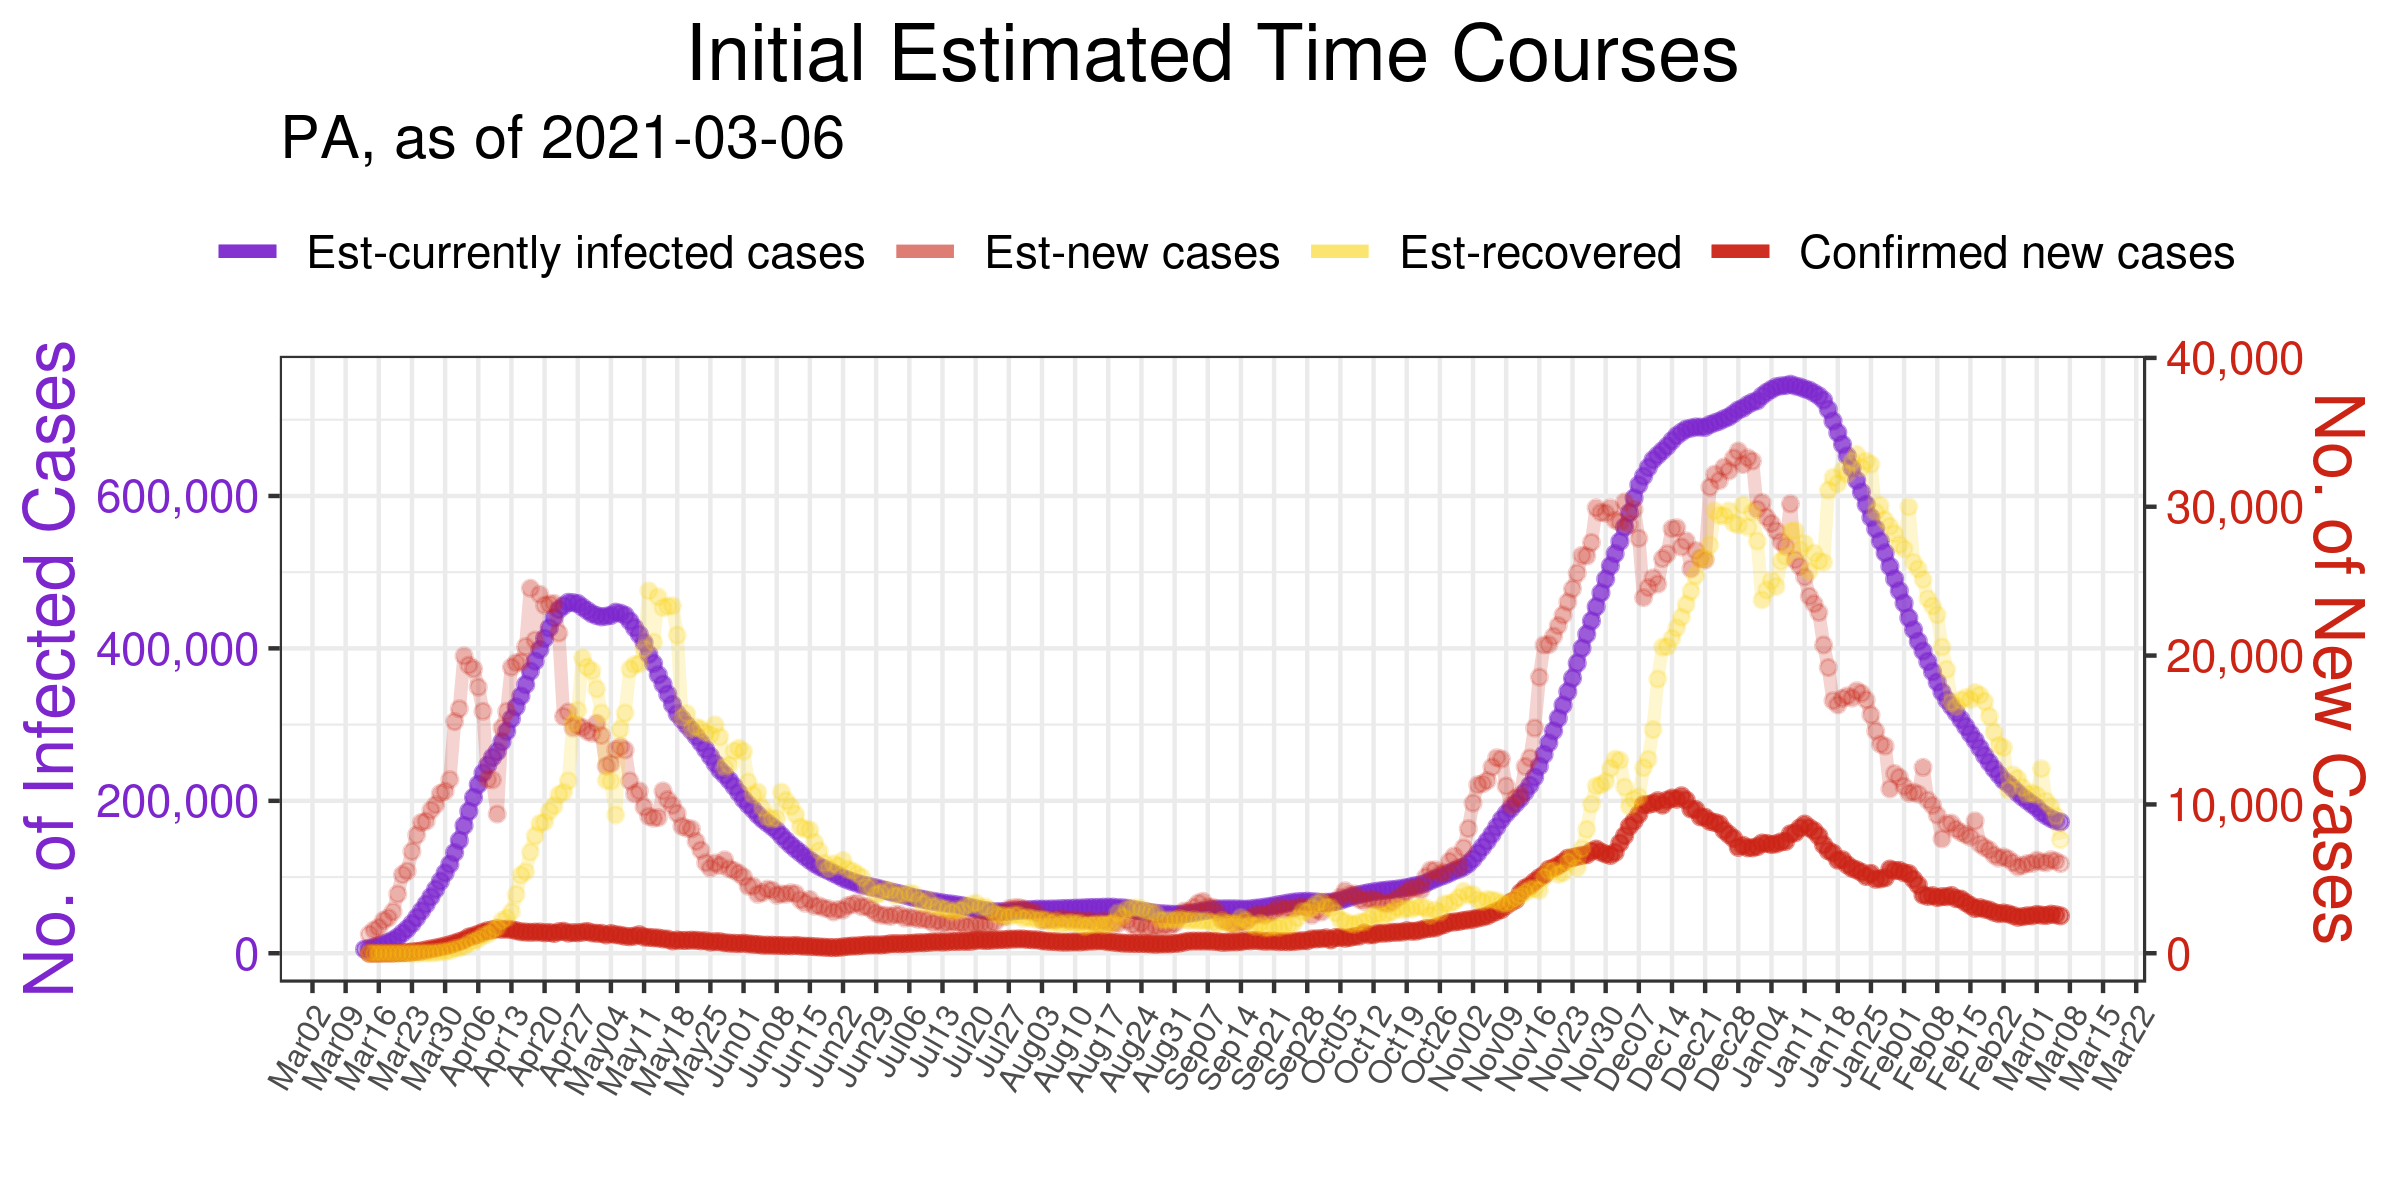 Initial Estimated Time Courses
PA, as of 2021-03-06
Est-currently infected cases Est-new cases Est-recovered Confirmed new cases
No. of Infected Cases
600,000
400,000
200,000
0
40,000
30,000
20,000
10,000
0
No. of New Cases
Mar02 Mar09 Mar16 Mar23 Mar30 Apr06 Apr13 Apr20 Apr27 May04 May11 May18 May25 Jun01 Jun08 Jun15 Jun22 Jun29 Jul06 Jul13 Jul20 Jul27 Aug03 Aug10 Aug17 Aug24 Aug31 Sep07 Sep14 Sep21 Sep28 Oct05 Oct12 Oct19 Oct26 Nov02 Nov09 Nov16 Nov23 Nov30 Dec07 Dec14 Dec21 Dec28 Jan04 Jan11 Jan18 Jan25 Feb01 Feb08 Feb15 Feb22 Mar01 Mar08 Mar15 Mar22